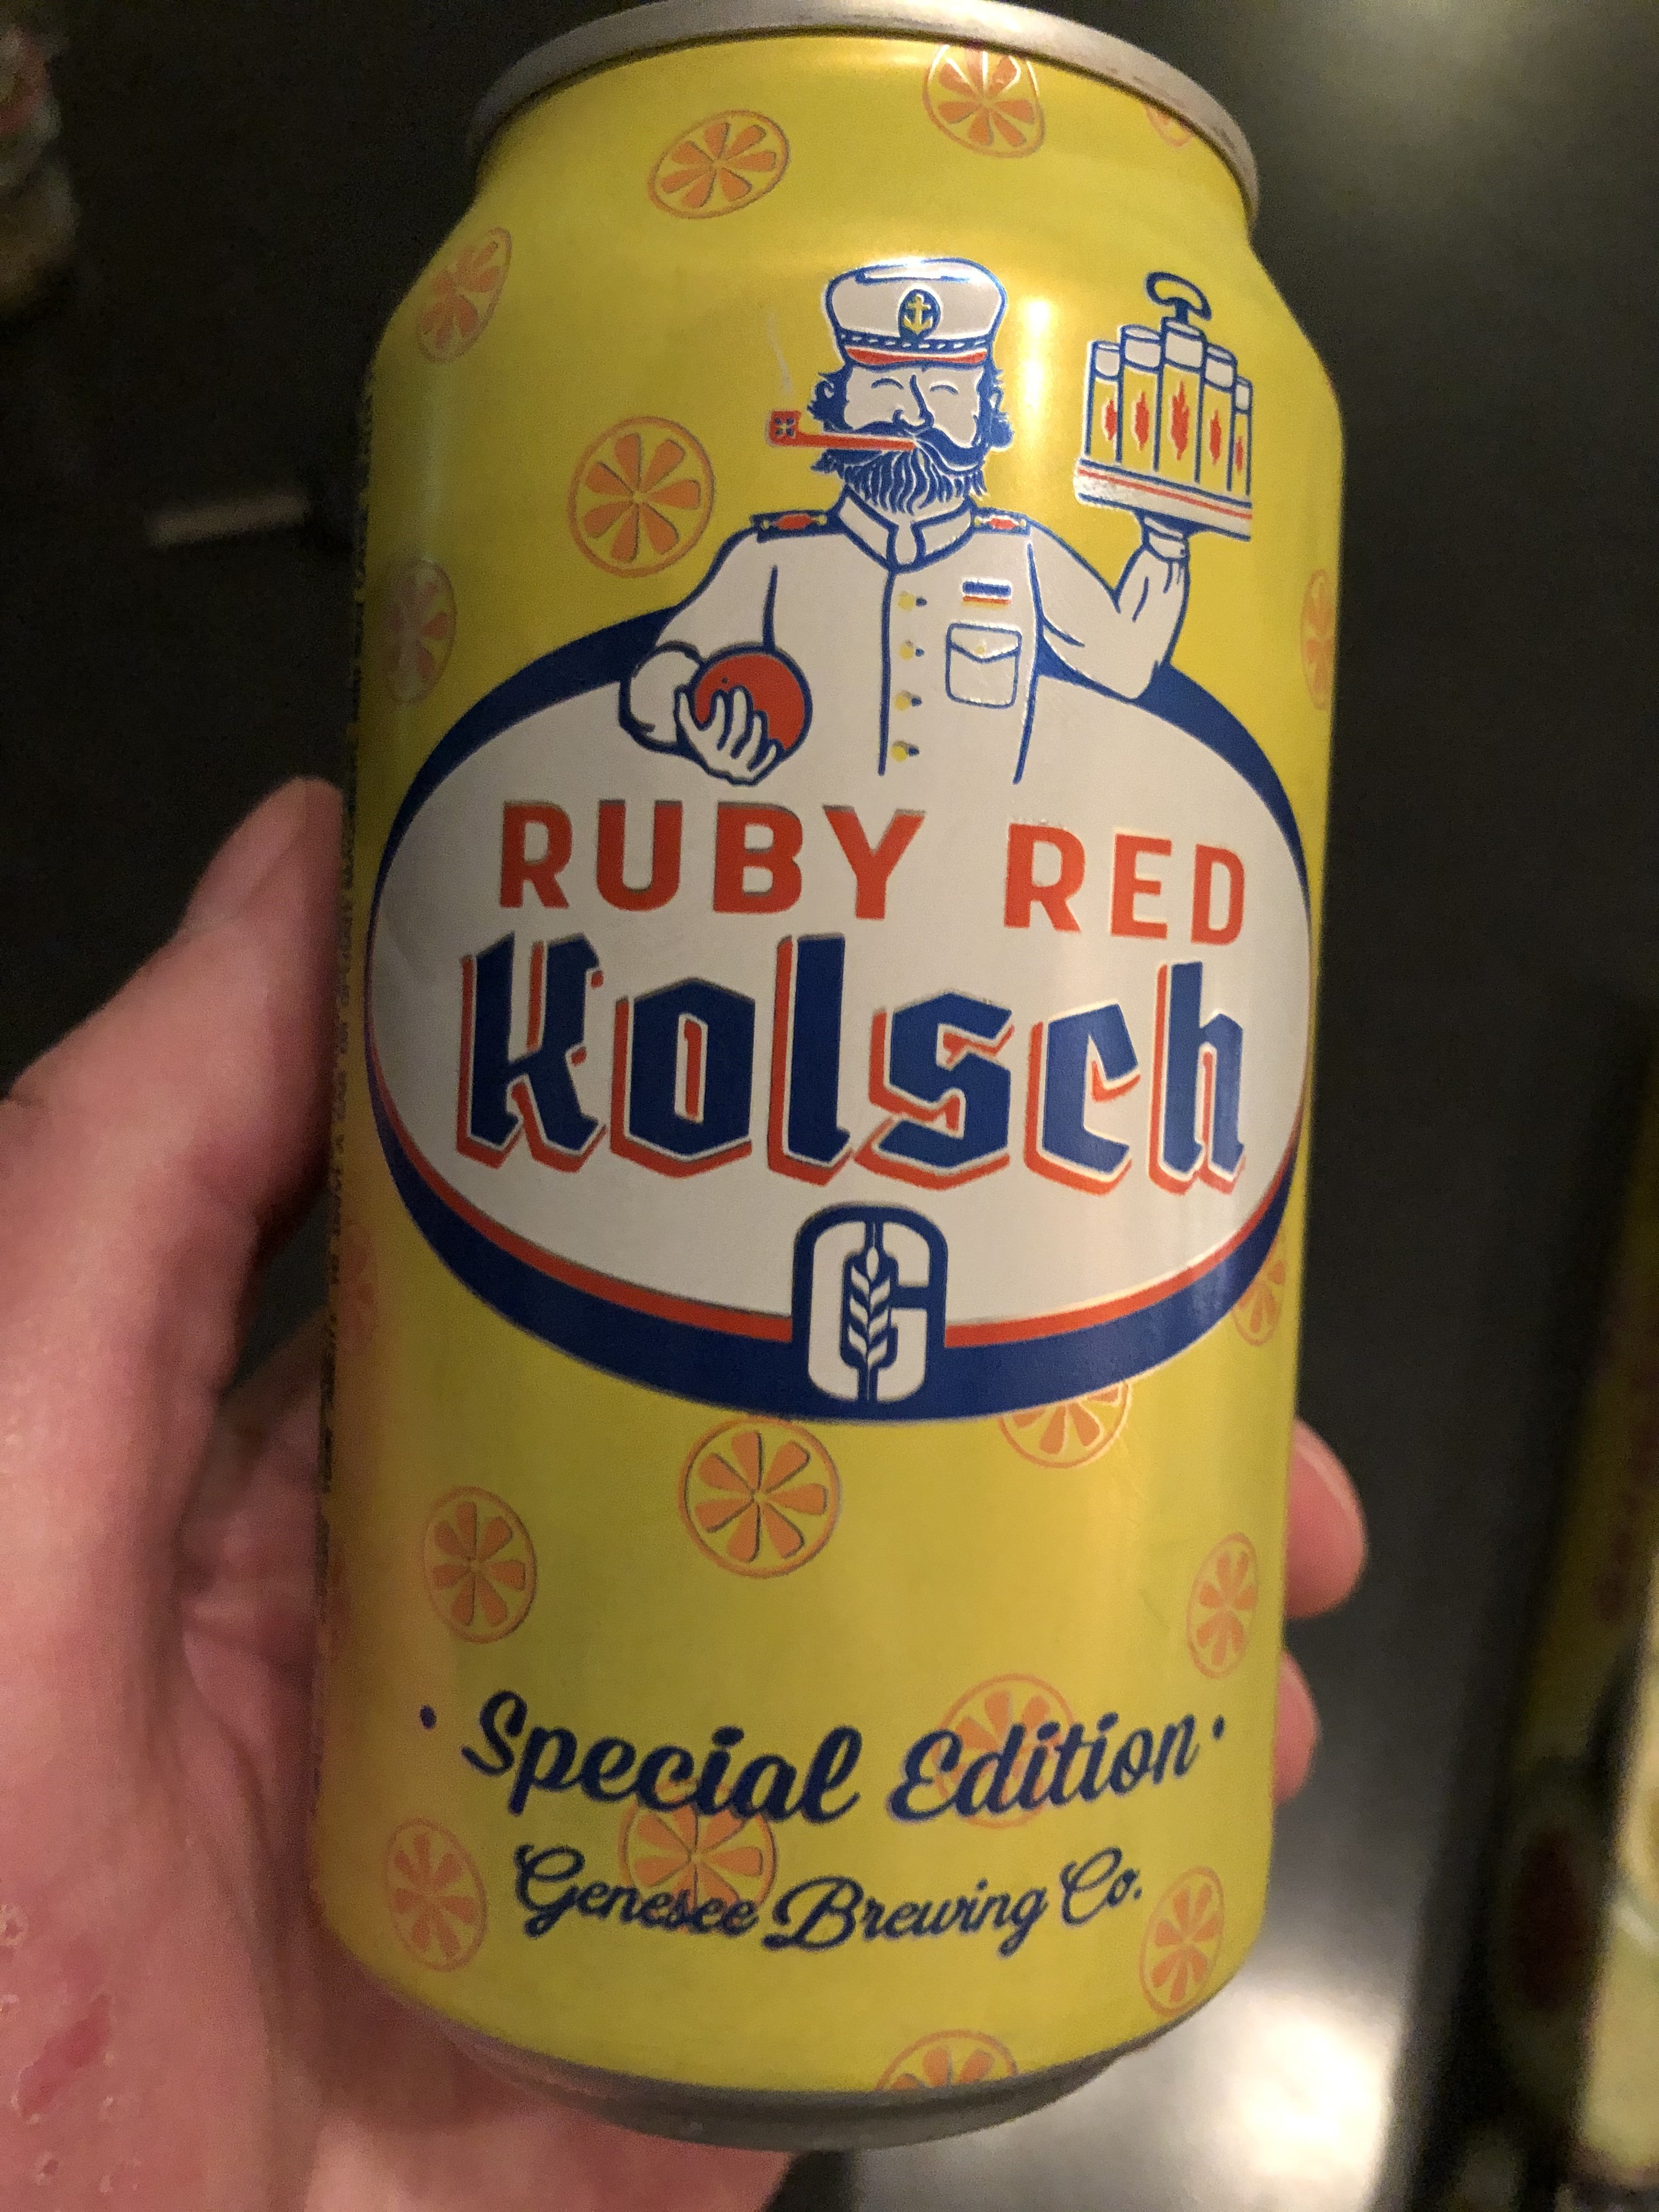 RUBY RED
Kolsch
G
· Special Edition ·
Genesee Brewing Co.